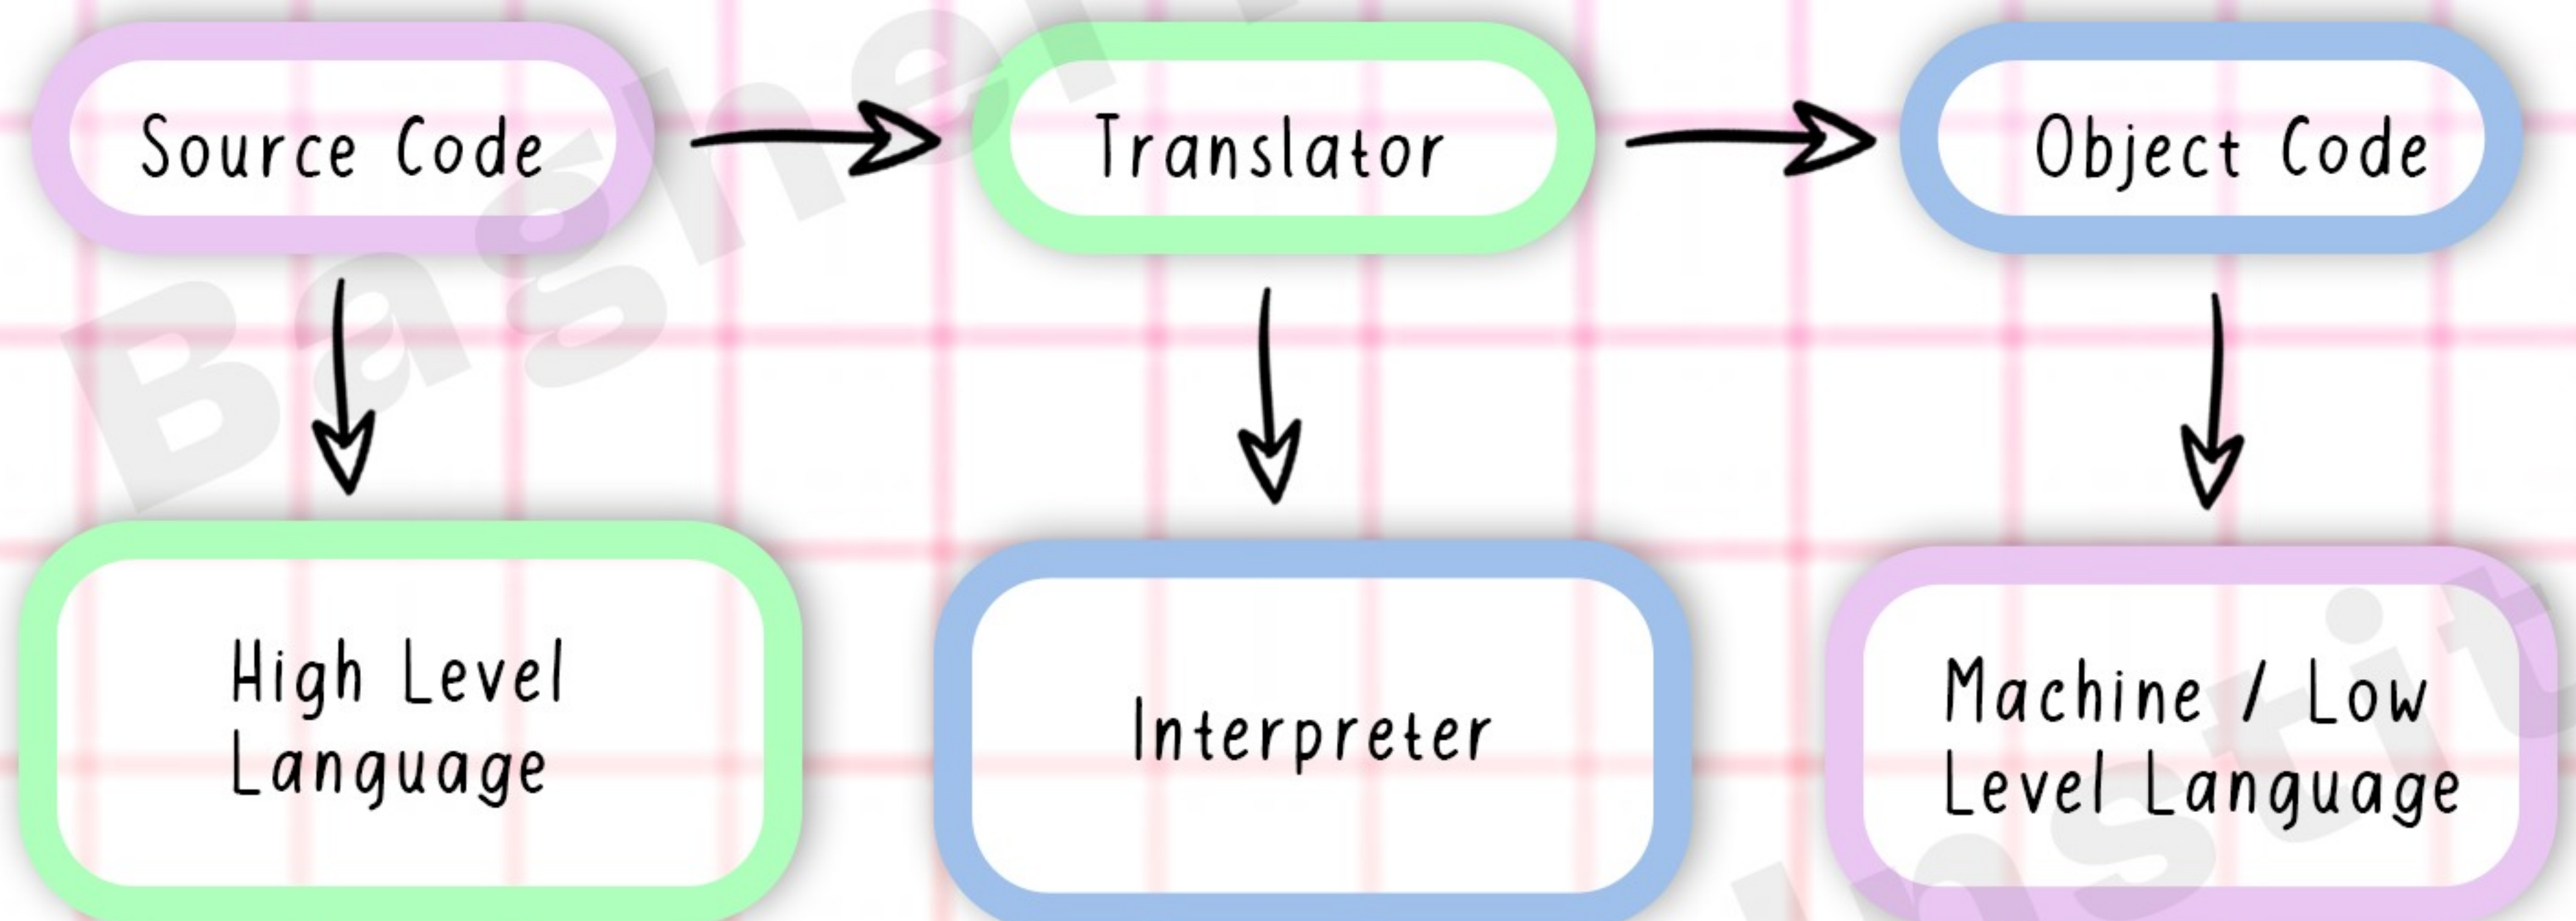 Source Code
Translator
Object Code
High Level
Language
Interpreter
Machine / Low
Level Language